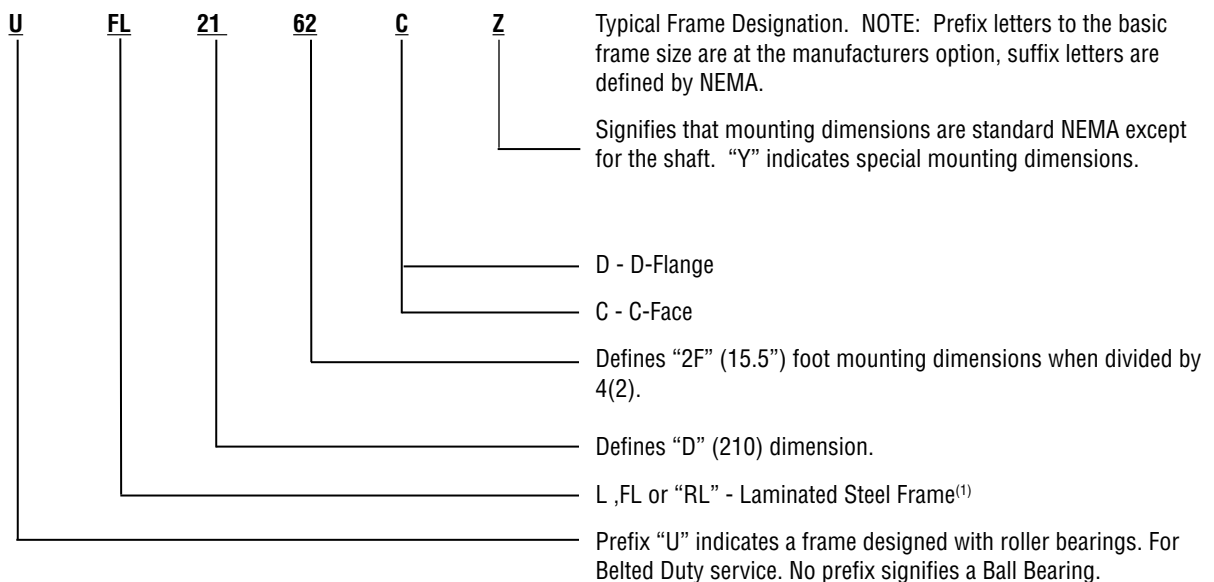 U FL 21 62 C Z
Typical Frame Designation. NOTE: Prefix letters to the basic
frame size are at the manufacturers option, suffix letters are
defined by NEMA.
Signifies that mounting dimensions are standard NEMA except
for the shaft. “Y” indicates special mounting dimensions.
D - D-Flange
C - C-Face
Defines “2F” (15.5”) foot mounting dimensions when divided by
4(2).
Defines “D” (210) dimension.
L ,FL or “RL” - Laminated Steel Frame(1)
Prefix “U” indicates a frame designed with roller bearings. For
Belted Duty service. No prefix signifies a Ball Bearing.